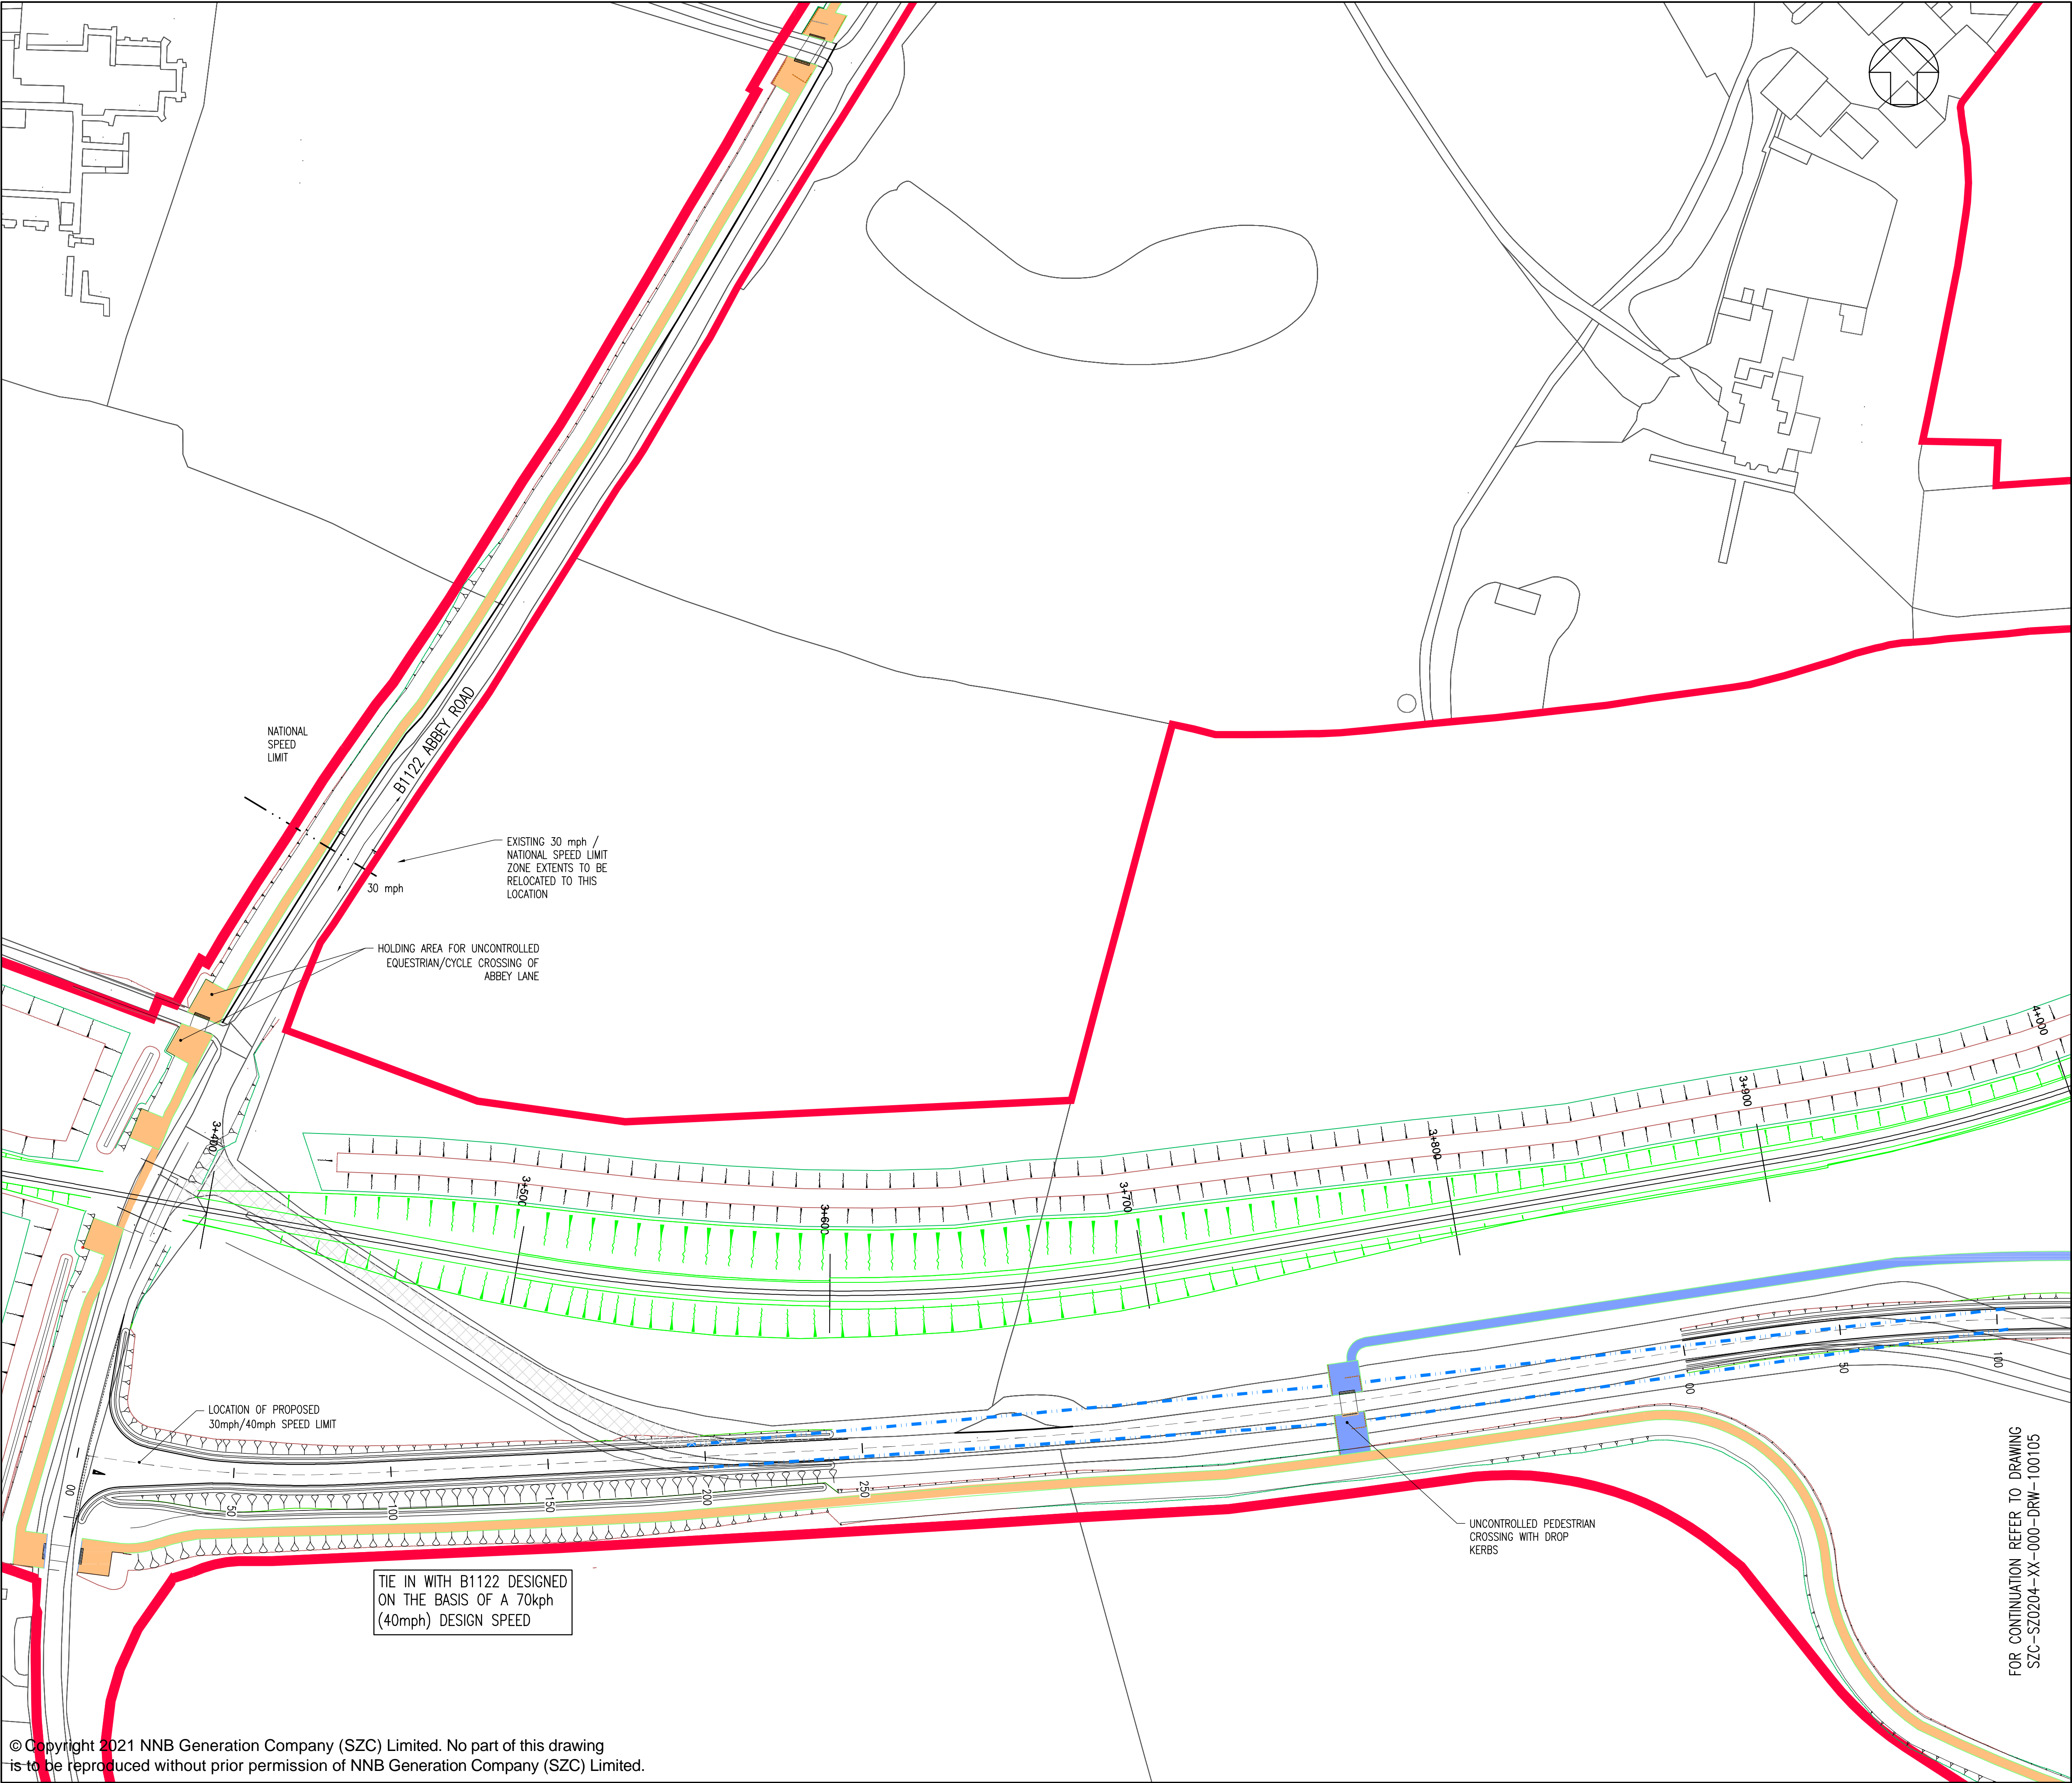 NATIONAL
SPEED
LIMIT
B1122 ABBEY ROAD
30 mph
EXISTING 30 mph /
NATIONAL SPEED LIMIT
ZONE EXTENTS TO BE
RELOCATED TO THIS
LOCATION
HOLDING AREA FOR UNCONTROLLED
EQUESTRIAN/CYCLE CROSSING OF
ABBEY LANE
3+400
3+500
3+600
3+700
3+800
3+900
4+000
LOCATION OF PROPOSED
30mph/40mph SPEED LIMIT
00
50
100
150
200
250
00
50
100
UNCONTROLLED PEDESTRIAN
CROSSING WITH DROP
KERBS
TIE IN WITH B1122 DESIGNED
ON THE BASIS OF A 70kph
(40mph) DESIGN SPEED
FOR CONTINUATION REFER TO DRAWING
SZC-SZ0204-XX-000-DRW-100105
© Copyright 2021 NNB Generation Company (SZC) Limited. No part of this drawing
is to be reproduced without prior permission of NNB Generation Company (SZC) Limited.